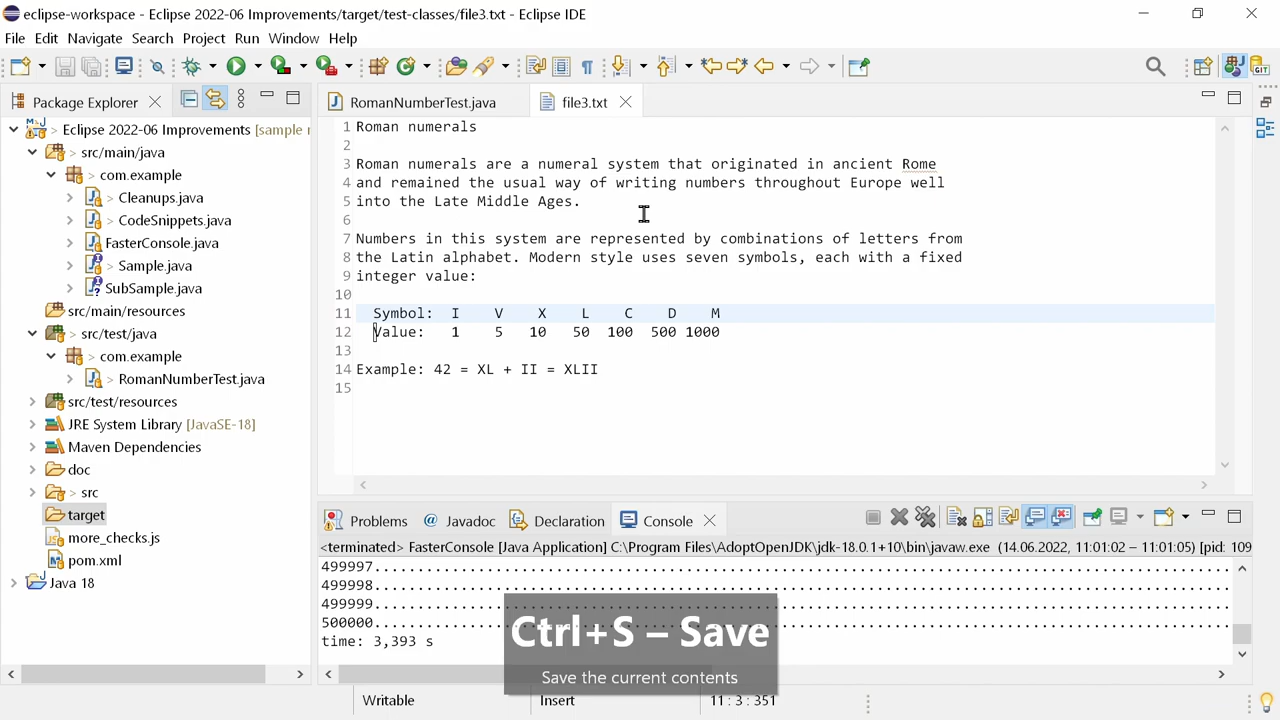 eclipse-workspace - Eclipse 2022-06 Improvements/target/test-classes/file3.txt - Eclipse IDE
File Edit Navigate Search Project Run Window Help
Package Explorer
RomanNumberTest.java
file3.txt
Eclipse 2022-06 Improvements [sample r
src/main/java
com.example
Cleanups.java
CodeSnippets.java
FasterConsole.java
Sample.java
SubSample.java
src/main/resources
src/test/java
com.example
RomanNumberTest.java
src/test/resources
JRE System Library [JavaSE-18]
Maven Dependencies
doc
src
target
more_checks.js
pom.xml
Java 18
1 Roman numerals
2
3 Roman numerals are a numeral system that originated in ancient Rome
4 and remained the usual way of writing numbers throughout Europe well
5 into the Late Middle Ages.
6
7 Numbers in this system are represented by combinations of letters from
8 the Latin alphabet. Modern style uses seven symbols, each with a fixed
9 integer value:
10
11 Symbol: I V X L C D M
12 Value: 1 5 10 50 100 500 1000
13
14 Example: 42 = XL + II = XLII
15
Problems @ Javadoc Declaration Console
<terminated> FasterConsole [Java Application] C:\Program Files\AdoptOpenJDK\jdk-18.0.1+10\bin\javaw.exe (14.06.2022, 11:01:02 – 11:01:05) [pid: 109
499997....................................................................................................
499998....................................................................................................
499999....................................................................................................
500000....................................................................................................
time: 3,393 s
Ctrl+S – Save
Save the current contents
Writable Insert 11 : 3 : 351